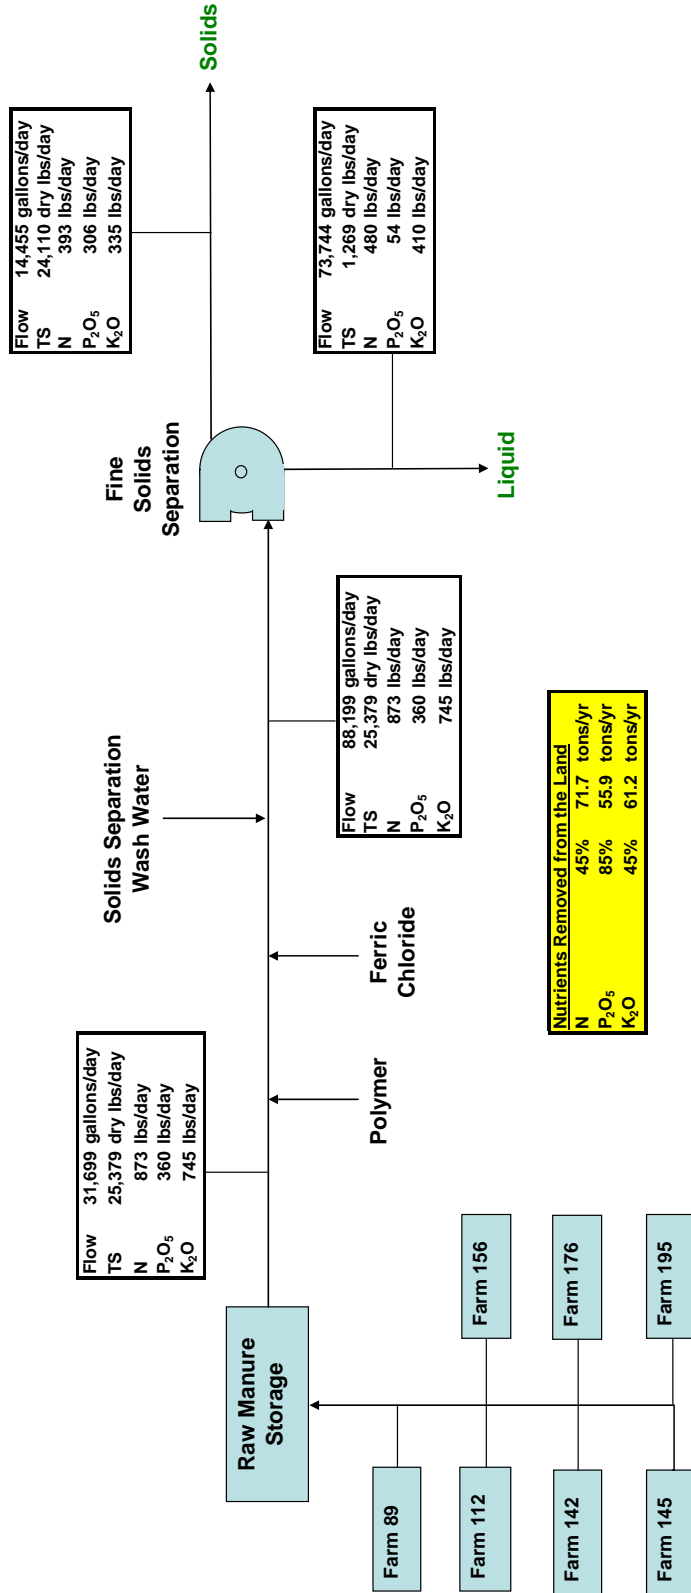 Farm 89
Farm 112
Farm 142
Farm 145
Farm 156
Farm 176
Farm 195
Raw Manure
Storage
Flow 31,699 gallons/day
TS 25,379 dry lbs/day
N 873 lbs/day
P₂O₅ 360 lbs/day
K₂O 745 lbs/day
Polymer
Ferric
Chloride
Solids Separation
Wash Water
Flow 88,199 gallons/day
TS 25,379 dry lbs/day
N 873 lbs/day
P₂O₅ 360 lbs/day
K₂O 745 lbs/day
Fine
Solids
Separation
Flow 14,455 gallons/day
TS 24,110 dry lbs/day
N 393 lbs/day
P₂O₅ 306 lbs/day
K₂O 335 lbs/day
Solids
Flow 73,744 gallons/day
TS 1,269 dry lbs/day
N 480 lbs/day
P₂O₅ 54 lbs/day
K₂O 410 lbs/day
Liquid
Nutrients Removed from the Land
N 45% 71.7 tons/yr
P₂O₅ 85% 55.9 tons/yr
K₂O 45% 61.2 tons/yr